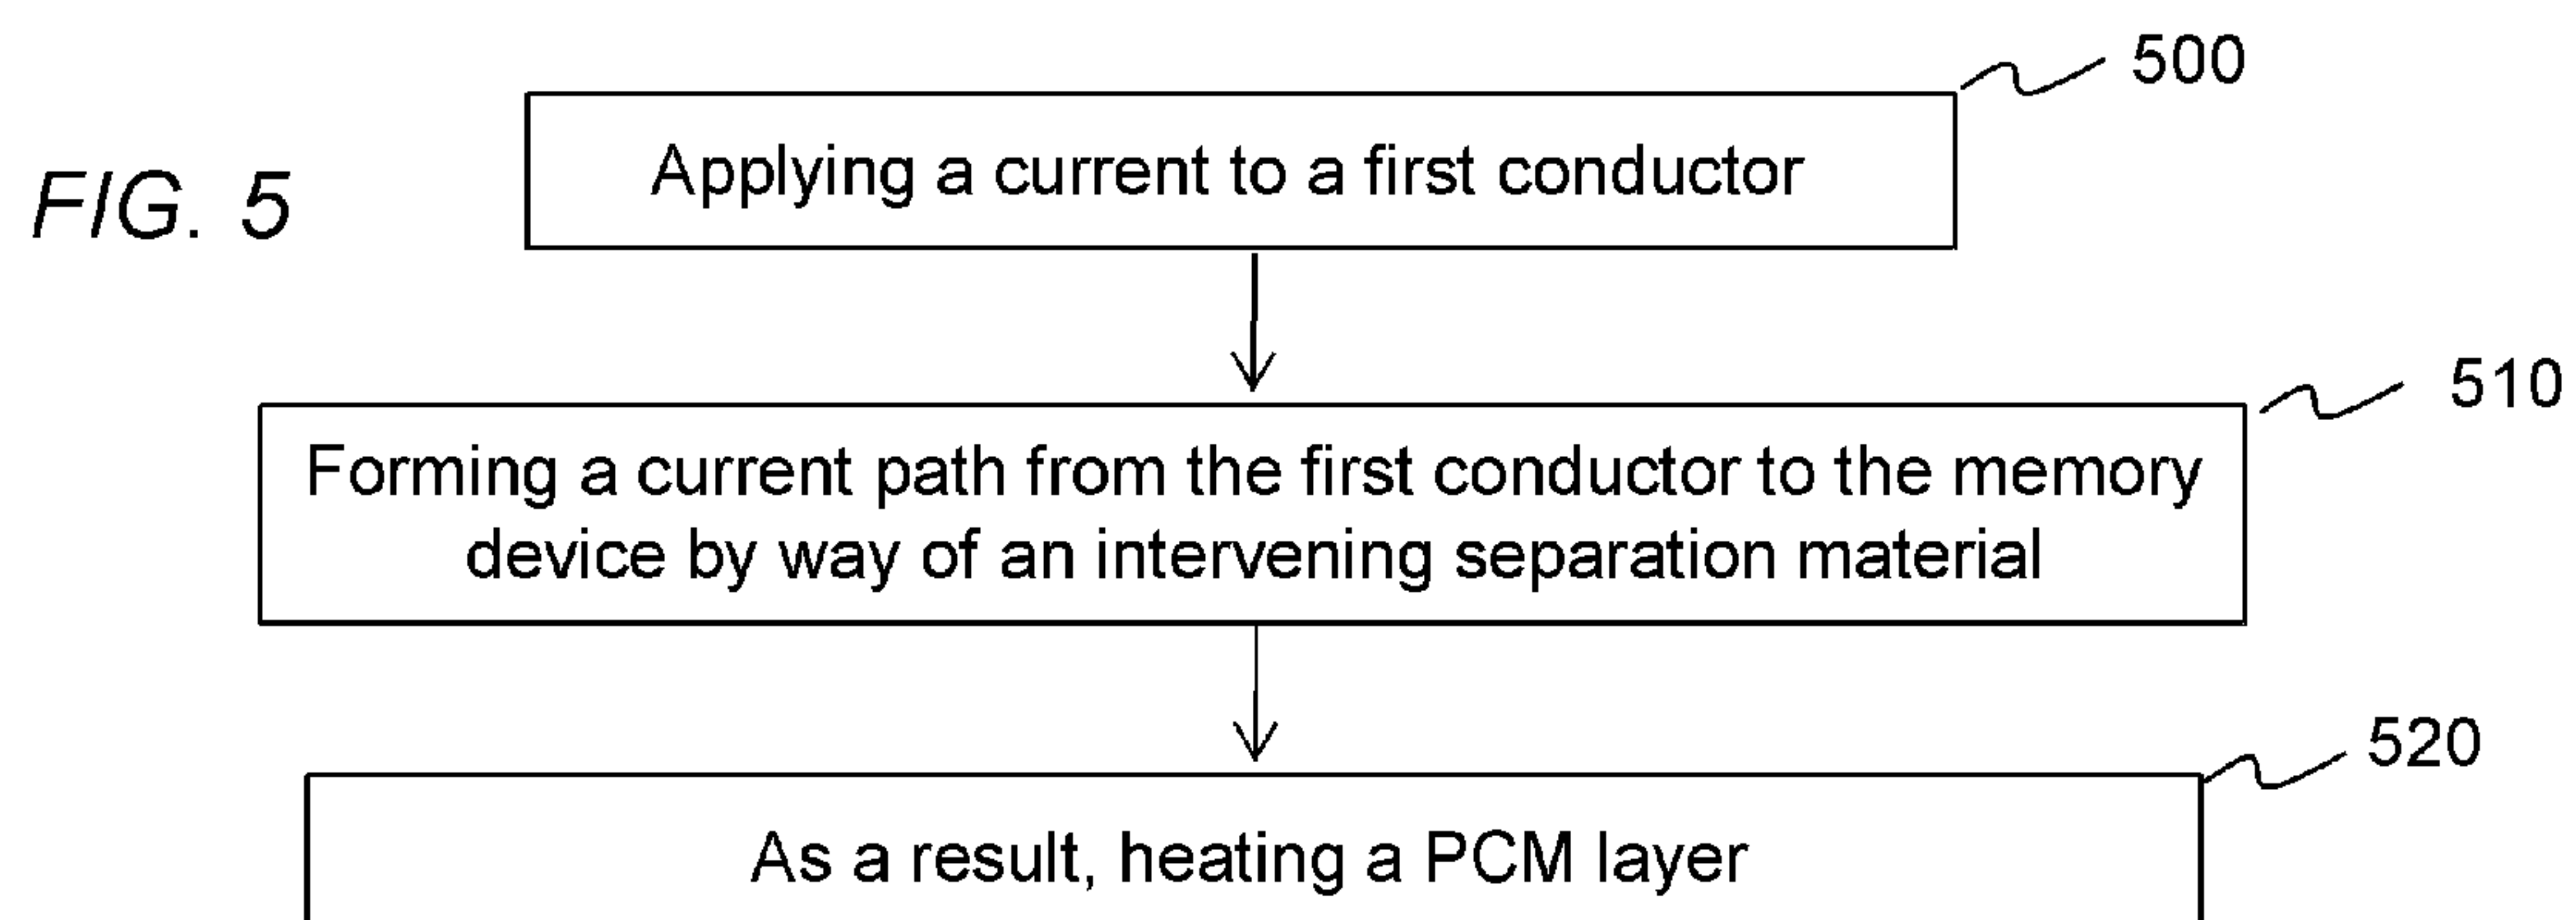 500
FIG. 5
Applying a current to a first conductor
510
Forming a current path from the first conductor to the memory
device by way of an intervening separation material
520
As a result, heating a PCM layer